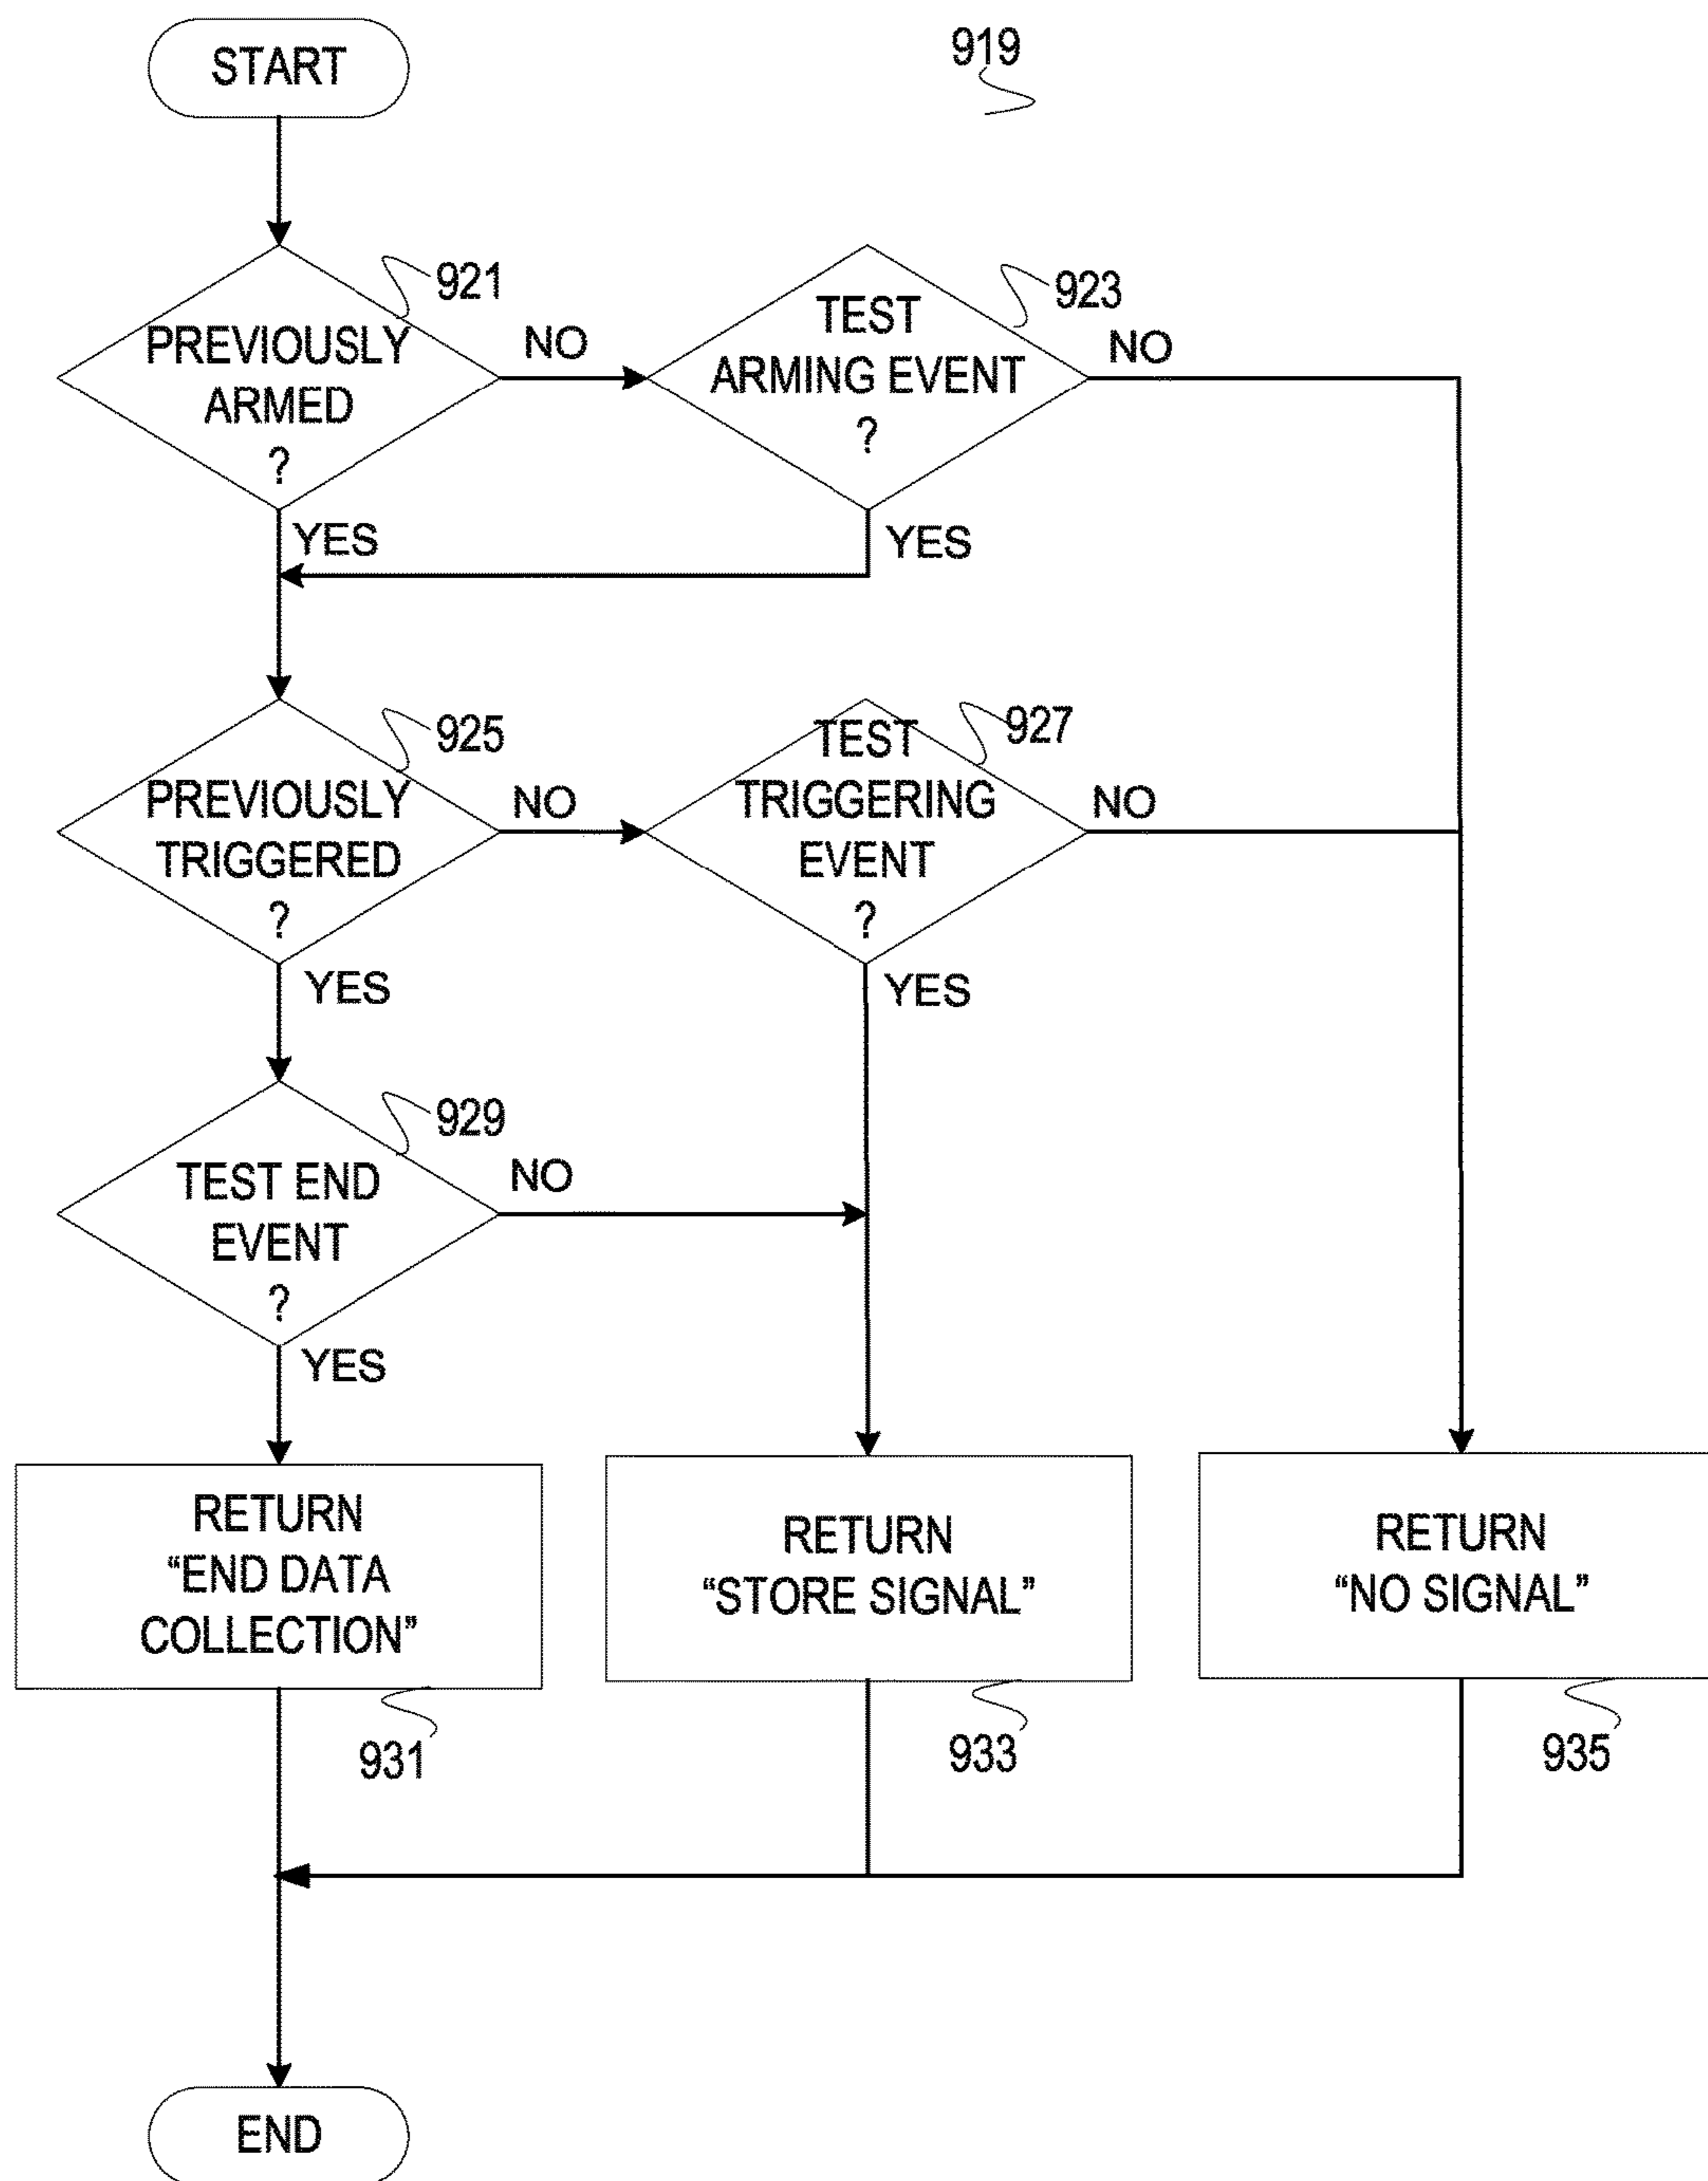 START
919
921
PREVIOUSLY
ARMED
?
NO
923
TEST
ARMING EVENT
?
NO
YES
YES
925
PREVIOUSLY
TRIGGERED
?
NO
927
TEST
TRIGGERING
EVENT
?
NO
YES
YES
929
TEST END
EVENT
?
NO
YES
RETURN
“END DATA
COLLECTION”
931
RETURN
“STORE SIGNAL”
933
RETURN
“NO SIGNAL”
935
END